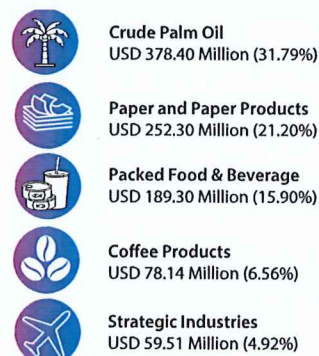 Crude Palm Oil
USD 378.40 Million (31.79%)
Paper and Paper Products
USD 252.30 Million (21.20%)
Packed Food & Beverage
USD 189.30 Million (15.90%)
Coffee Products
USD 78.14 Million (6.56%)
Strategic Industries
USD 59.51 Million (4.92%)